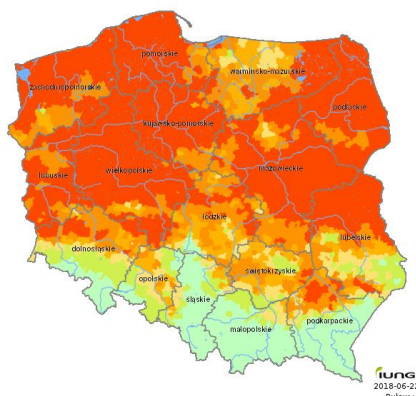 pomorskie
warmińsko-mazurskie
zachodniopomorskie
podlaskie
kujawsko-pomorskie
wielkopolskie
mazowieckie
lubuskie
łódzkie
lubelskie
dolnośląskie
świętokrzyskie
opolskie
śląskie
podkarpackie
małopolskie
IUNG